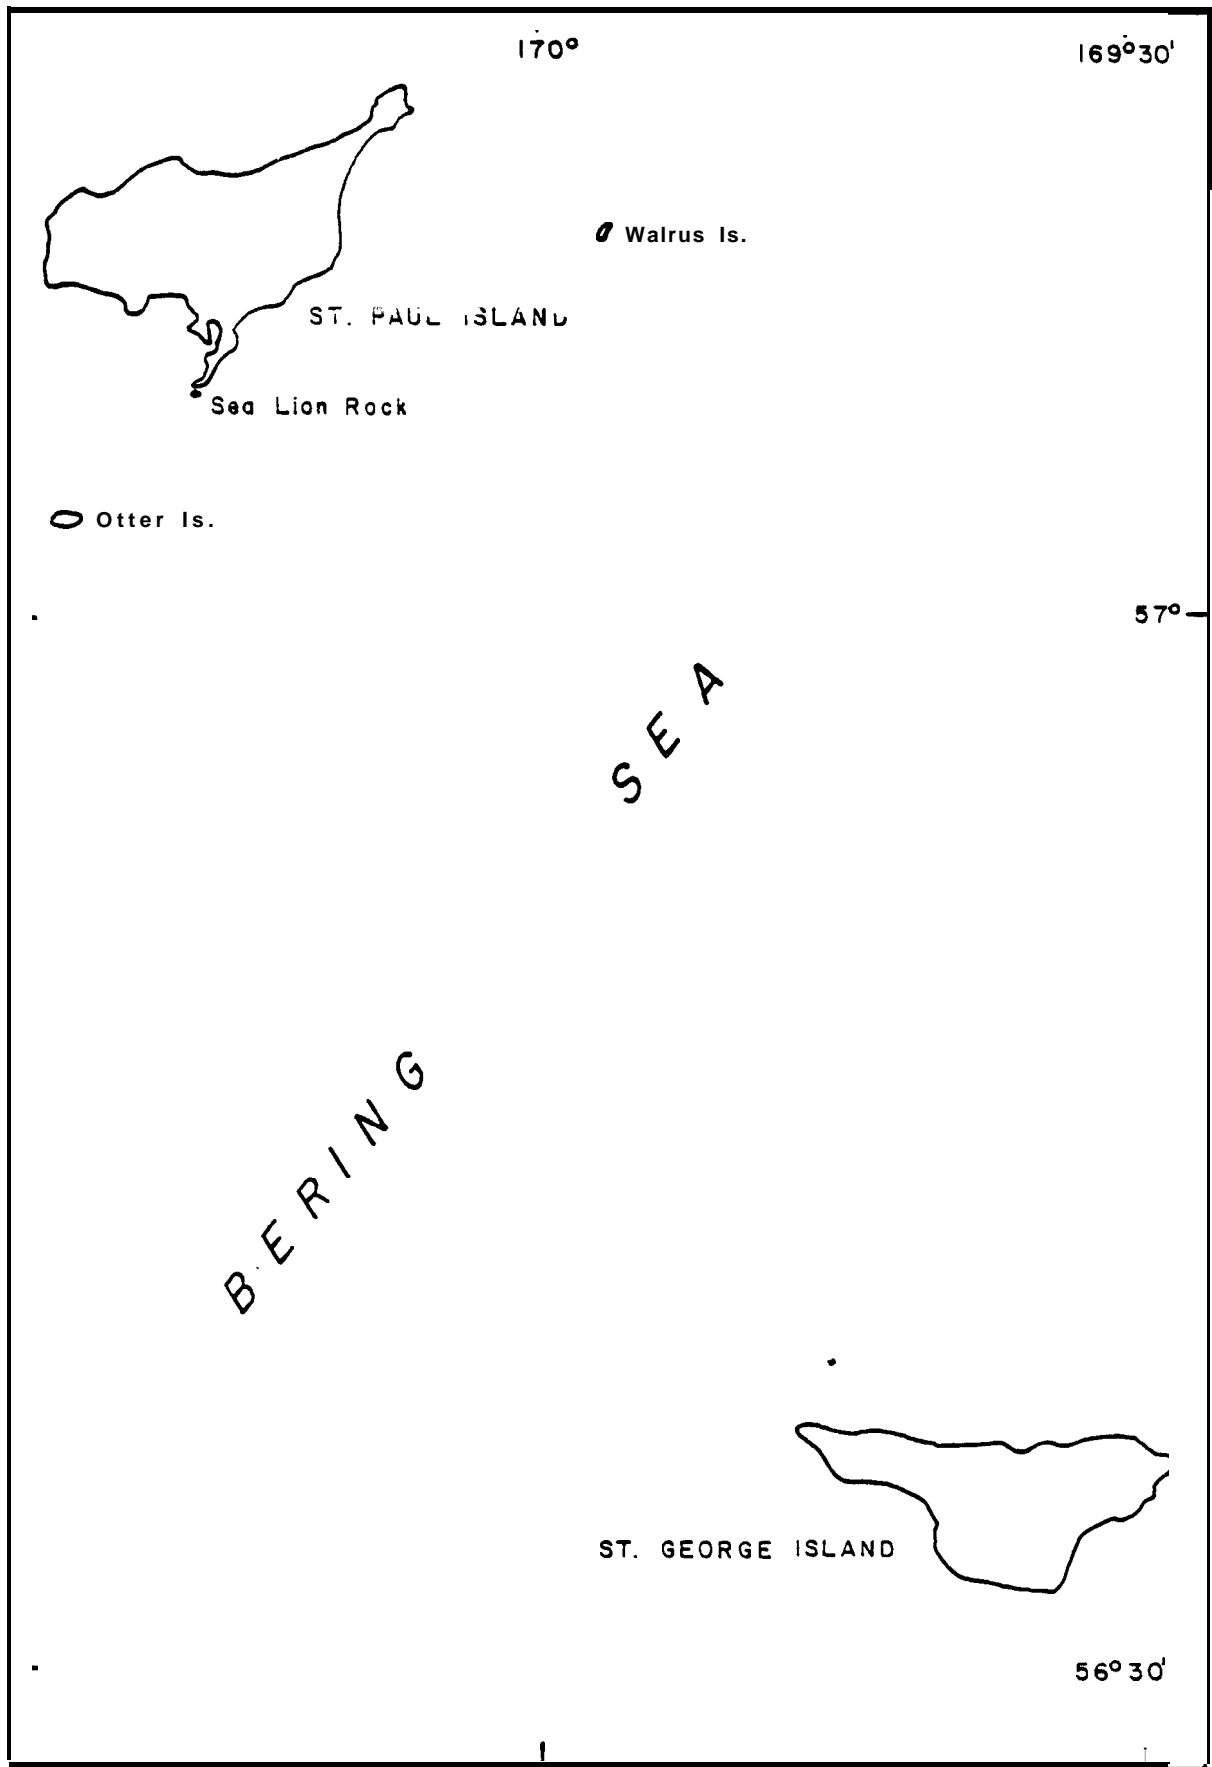 170° 169°30'
Walrus Is.
ST. PAUL ISLAND
Sea Lion Rock
Otter Is.
57°
BERING SEA
ST. GEORGE ISLAND
56°30'